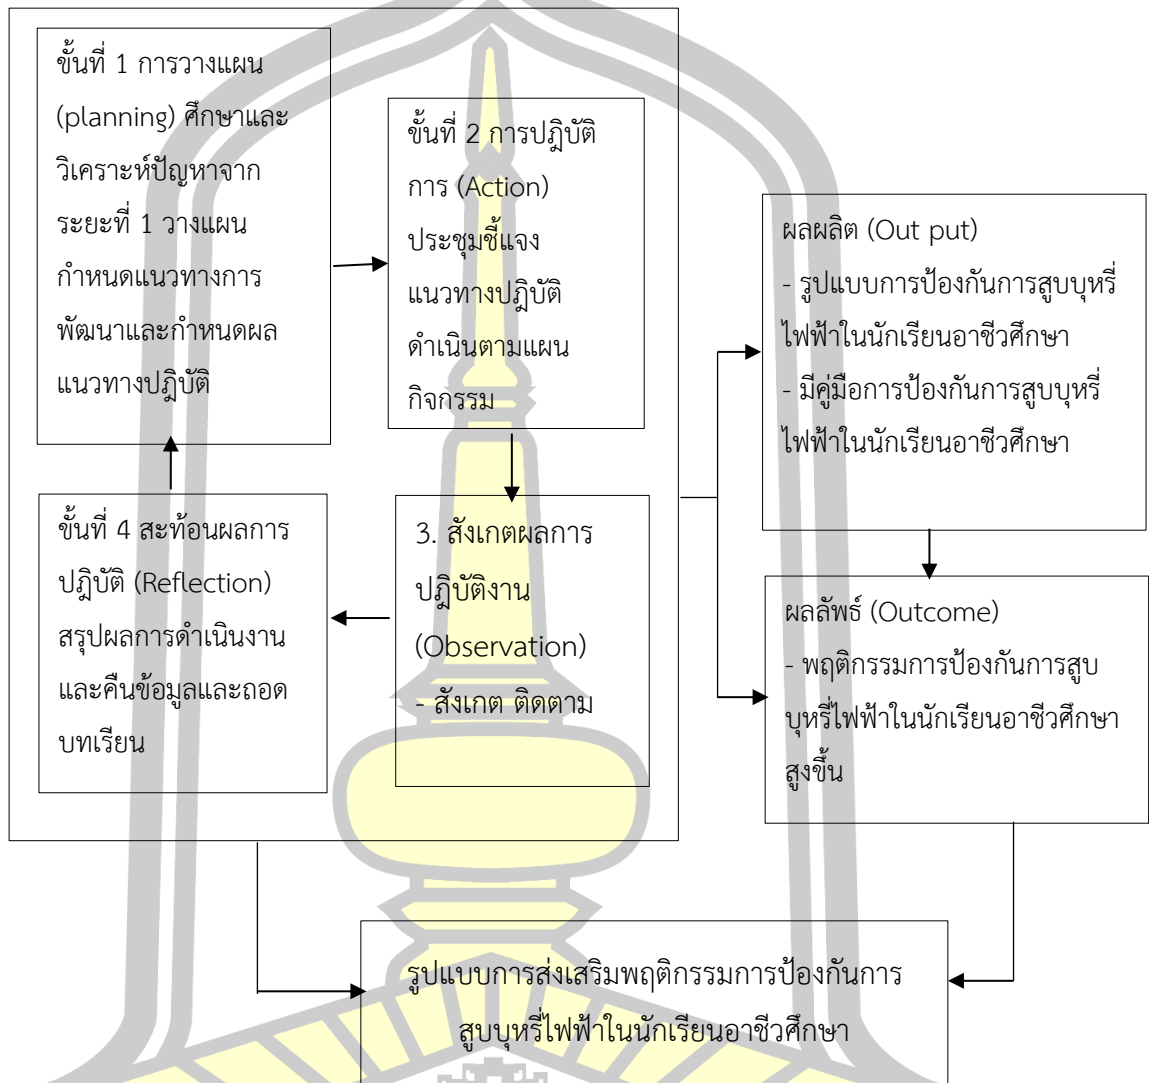 ขั้นที่ 1 การวางแผน
(planning) ศึกษาและ
วิเคราะห์ปัญหาจาก
ระยะที่ 1 วางแผน
กำหนดแนวทางการ
พัฒนาและกำหนดผล
แนวทางปฏิบัติ
ขั้นที่ 2 การปฏิบัติ
การ (Action)
ประชุมชี้แจง
แนวทางปฏิบัติ
ดำเนินตามแผน
กิจกรรม
3. สังเกตผลการ
ปฏิบัติงาน
(Observation)
- สังเกต ติดตาม
ขั้นที่ 4 สะท้อนผลการ
ปฏิบัติ (Reflection)
สรุปผลการดำเนินงาน
และคืนข้อมูลและถอด
บทเรียน
ผลผลิต (Out put)
- รูปแบบการป้องกันการสูบบุหรี่
ไฟฟ้าในนักเรียนอาชีวศึกษา
- มีคู่มือการป้องกันการสูบบุหรี่
ไฟฟ้าในนักเรียนอาชีวศึกษา
ผลลัพธ์ (Outcome)
- พฤติกรรมการป้องกันการสูบ
บุหรี่ไฟฟ้าในนักเรียนอาชีวศึกษา
สูงขึ้น
รูปแบบการส่งเสริมพฤติกรรมการป้องกันการ
สูบบุหรี่ไฟฟ้าในนักเรียนอาชีวศึกษา